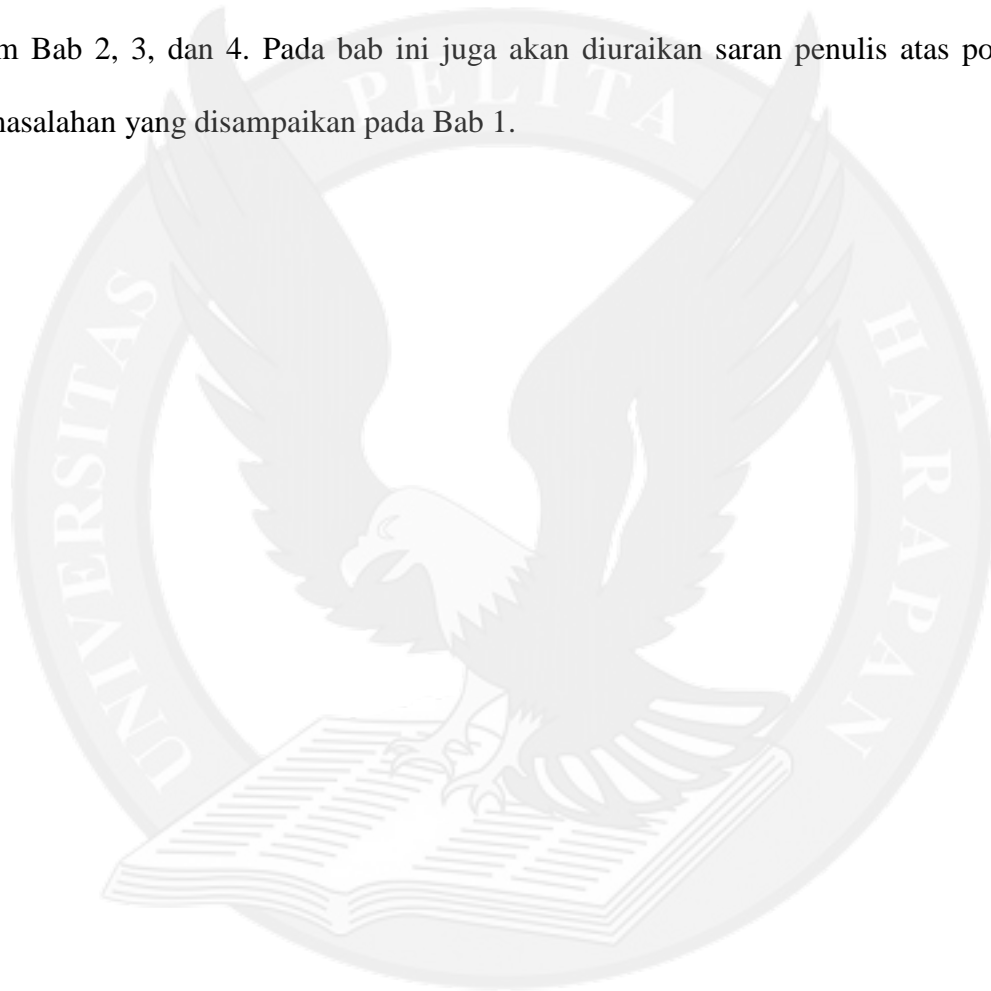 m Bab 2, 3, dan 4. Pada bab ini juga akan diuraikan saran penulis atas po
nasalahan yang disampaikan pada Bab 1.
UNIVERSITAS PELITA HARAPAN